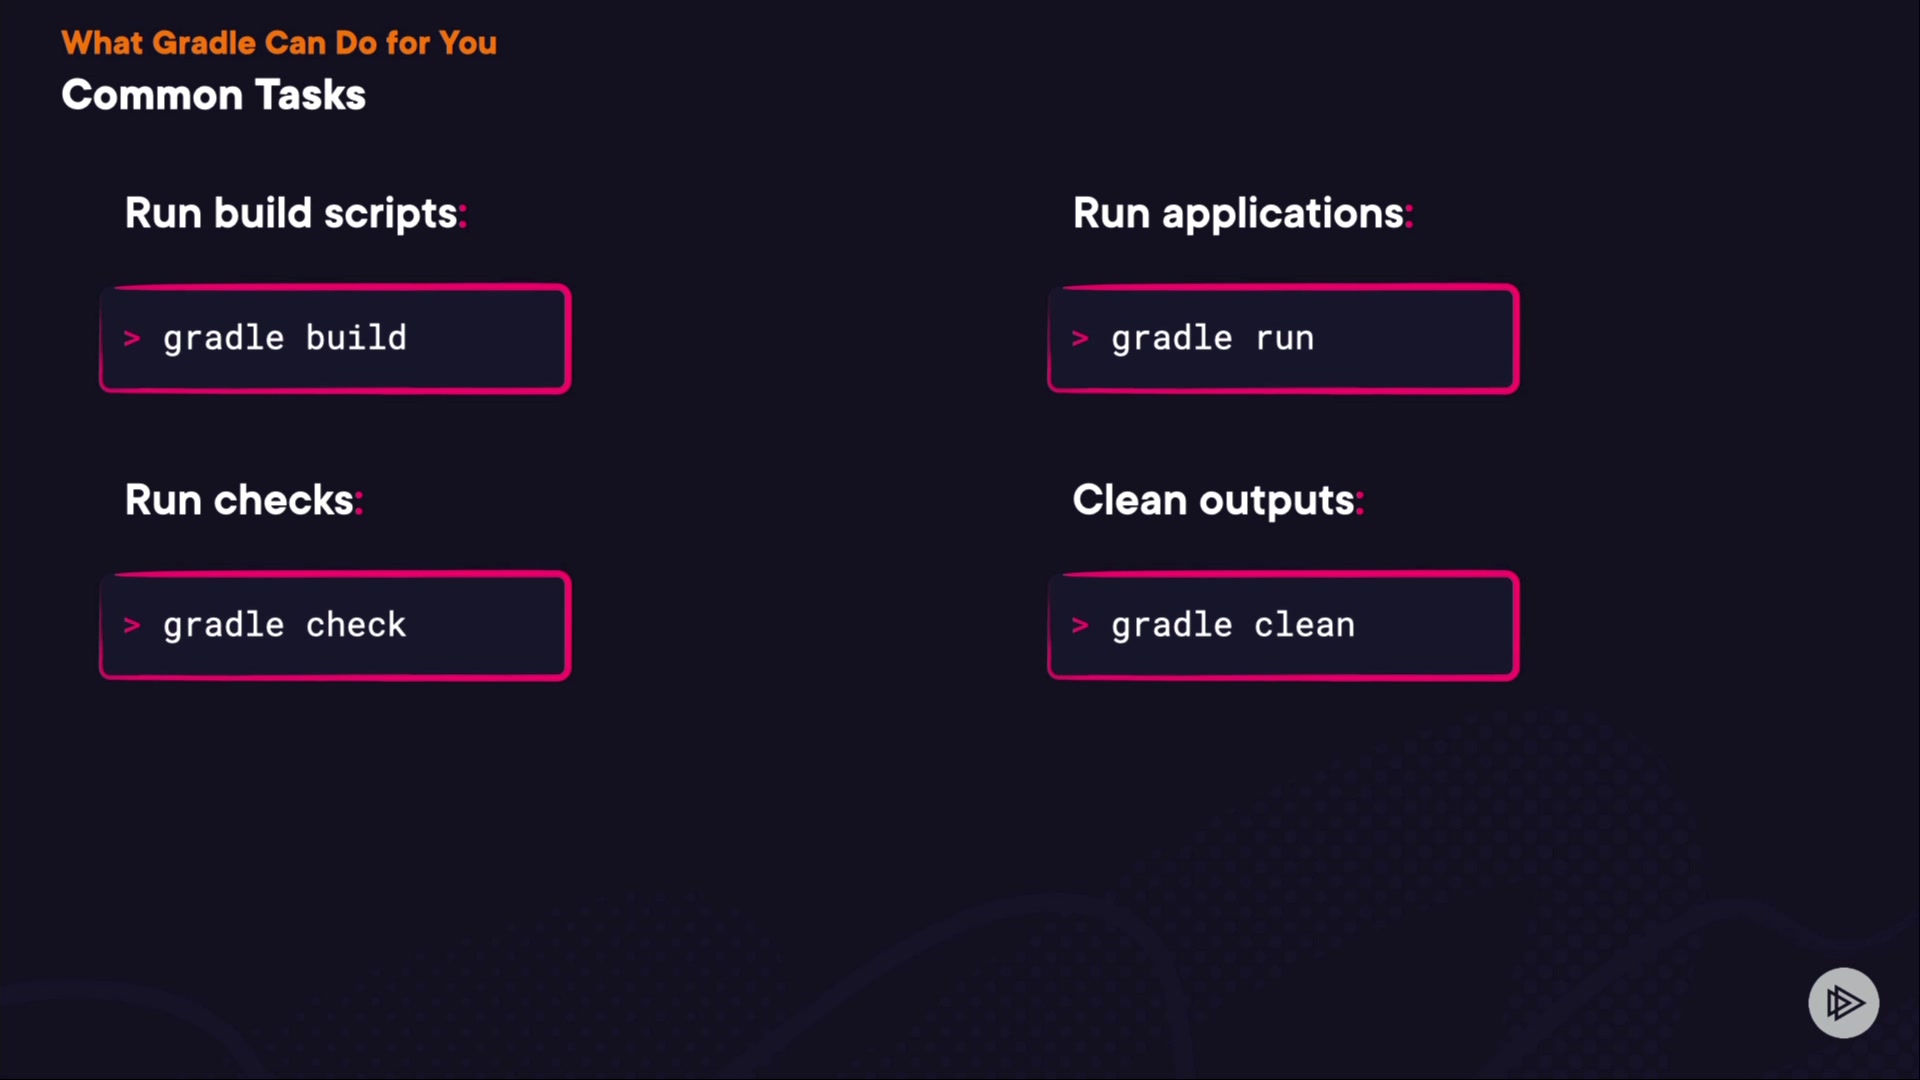 What Gradle Can Do for You
Common Tasks
Run build scripts:
> gradle build
Run applications:
> gradle run
Run checks:
> gradle check
Clean outputs:
> gradle clean